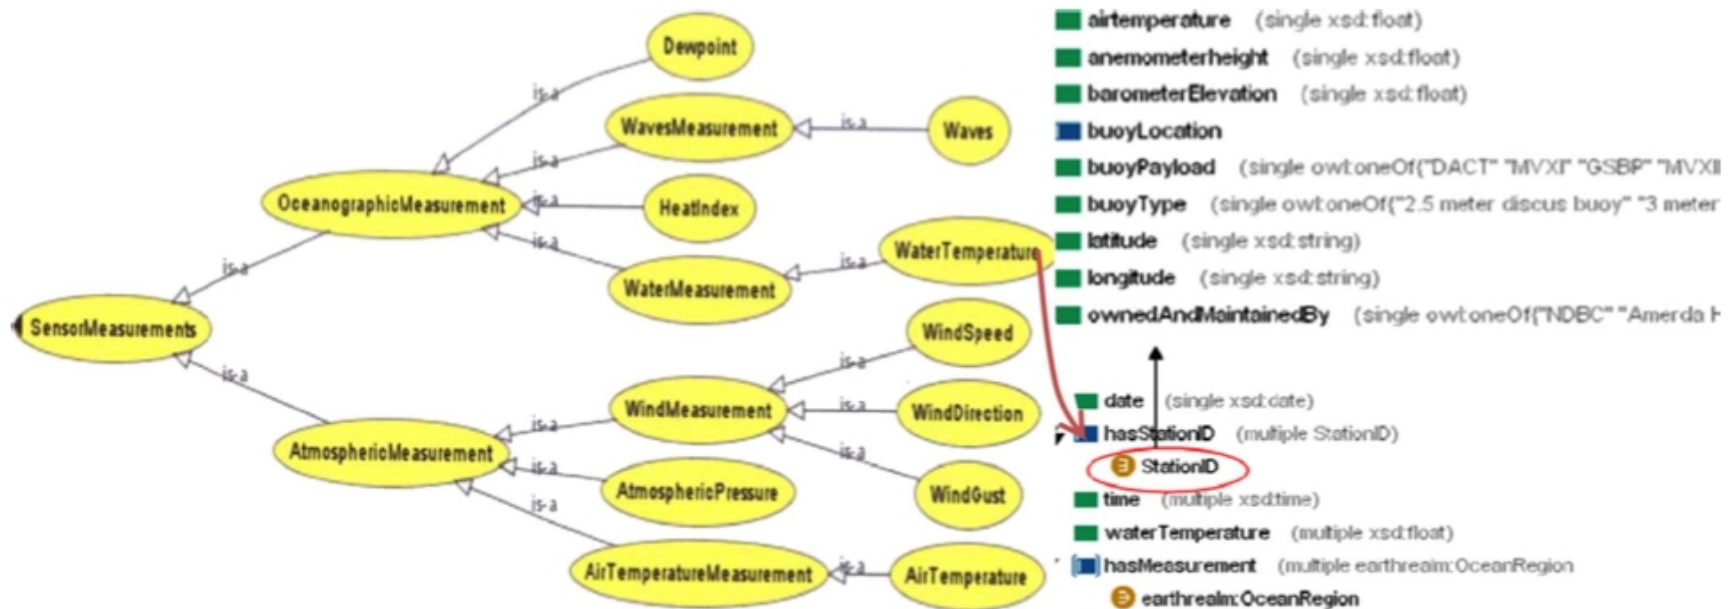 Dewpoint
is-a
WavesMeasurement
is-a
Waves
is-a
OceanographicMeasurement
is-a
HeatIndex
is-a
WaterTemperature
is-a
WaterMeasurement
is-a
SensorMeasurements
WindSpeed
is-a
is-a
WindMeasurement
is-a
WindDirection
is-a
AtmosphericMeasurement
is-a
is-a
AtmosphericPressure
WindGust
is-a
AirTemperatureMeasurement
is-a
AirTemperature
airtemperature (single xsd:float)
anemometerheight (single xsd:float)
barometerElevation (single xsd:float)
buoyLocation
buoyPayload (single owl:oneOf{"DACT" "MVXI" "GSBP" "MVXII
buoyType (single owl:oneOf{"2.5 meter discus buoy" "3 meter
latitude (single xsd:string)
longitude (single xsd:string)
ownedAndMaintainedBy (single owl:oneOf{"NDBC" "Amerda H
date (single xsd:date)
hasStationID (multiple StationID)
StationID
time (multiple xsd:time)
waterTemperature (multiple xsd:float)
hasMeasurement (multiple earthrealm:OceanRegion
earthrealm:OceanRegion